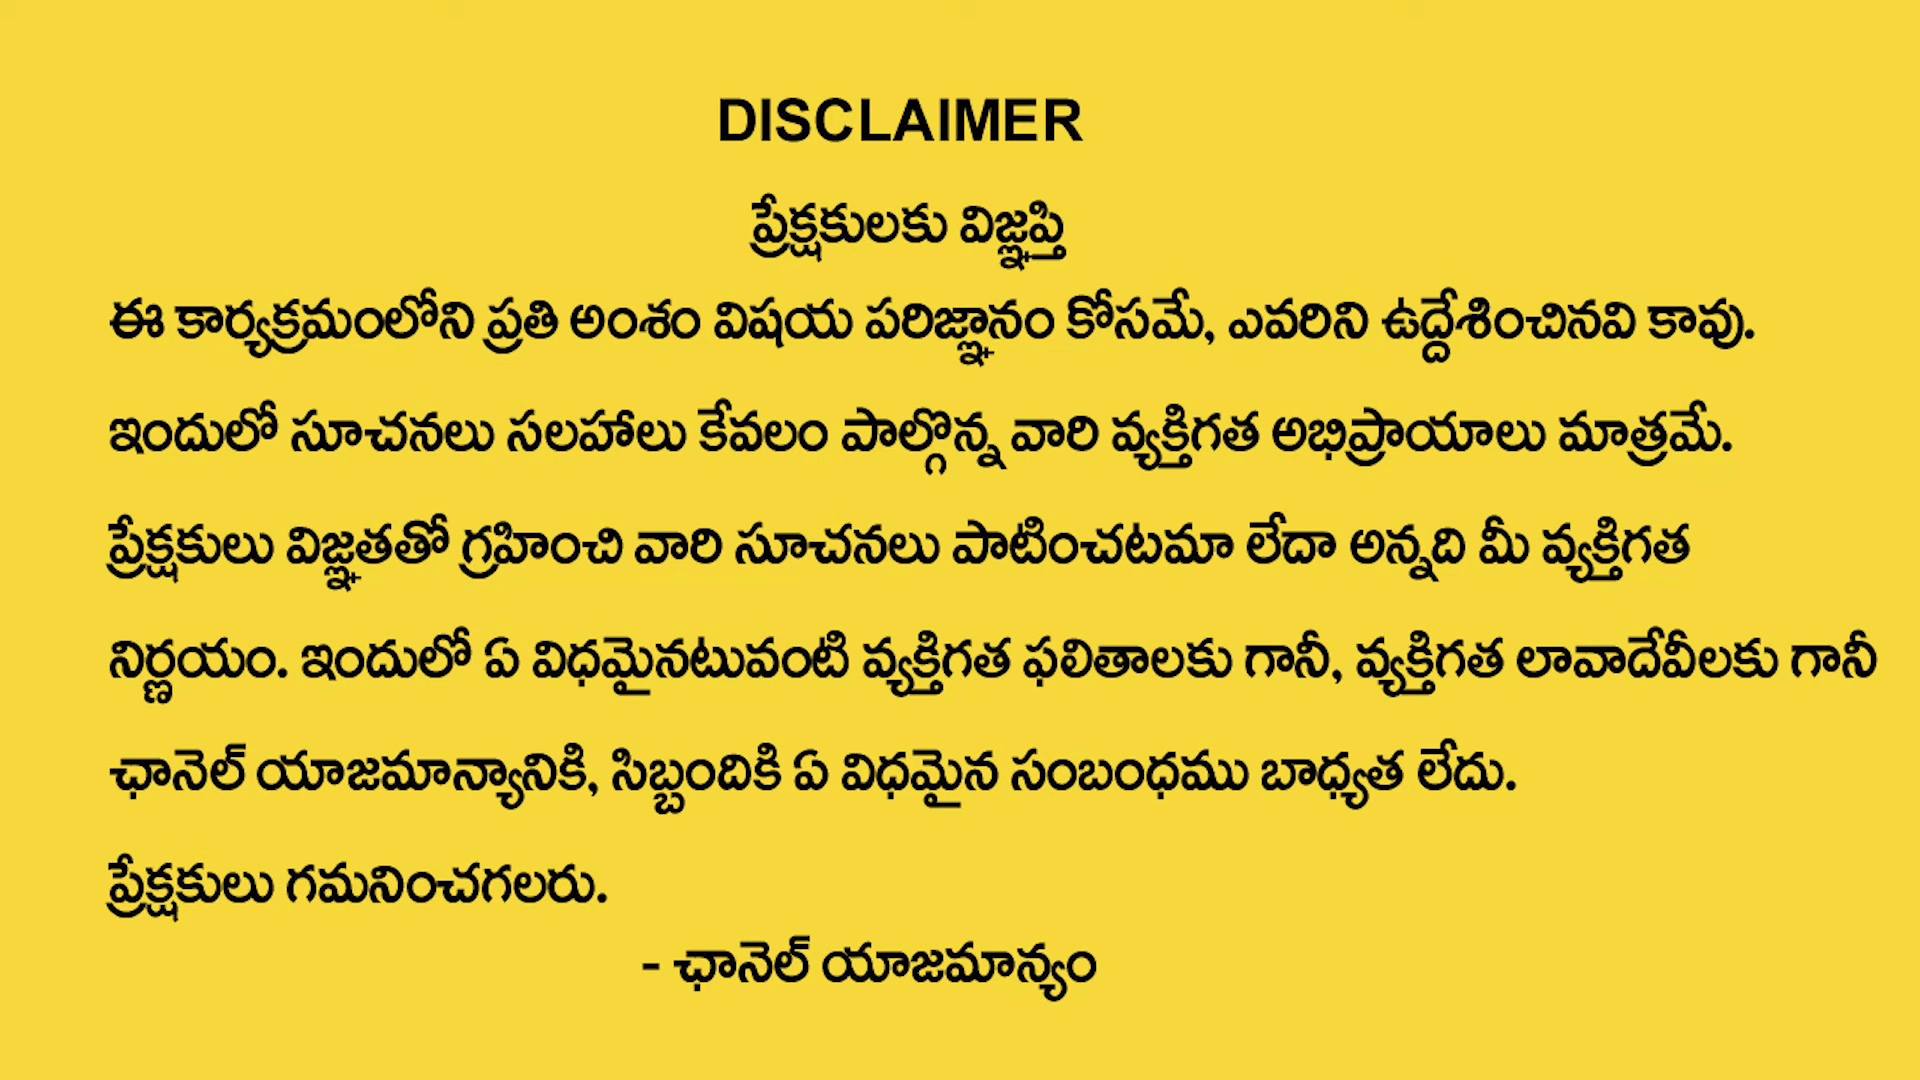 DISCLAIMER
ప్రేక్షకులకు విజ్ఞప్తి
ఈ కార్యక్రమంలోని ప్రతి అంశం విషయ పరిజ్ఞానం కోసమే, ఎవరిని ఉద్దేశించినవి కావు.
ఇందులో సూచనలు సలహాలు కేవలం పాల్గొన్న వారి వ్యక్తిగత అభిప్రాయాలు మాత్రమే.
ప్రేక్షకులు విజ్ఞతతో గ్రహించి వారి సూచనలు పాటించటమా లేదా అన్నది మీ వ్యక్తిగత
నిర్ణయం. ఇందులో ఏ విధమైనటువంటి వ్యక్తిగత ఫలితాలకు గానీ, వ్యక్తిగత లావాదేవీలకు గానీ
ఛానెల్ యాజమాన్యానికి, సిబ్బందికి ఏ విధమైన సంబంధము బాధ్యత లేదు.
ప్రేక్షకులు గమనించగలరు.
- ఛానెల్ యాజమాన్యం